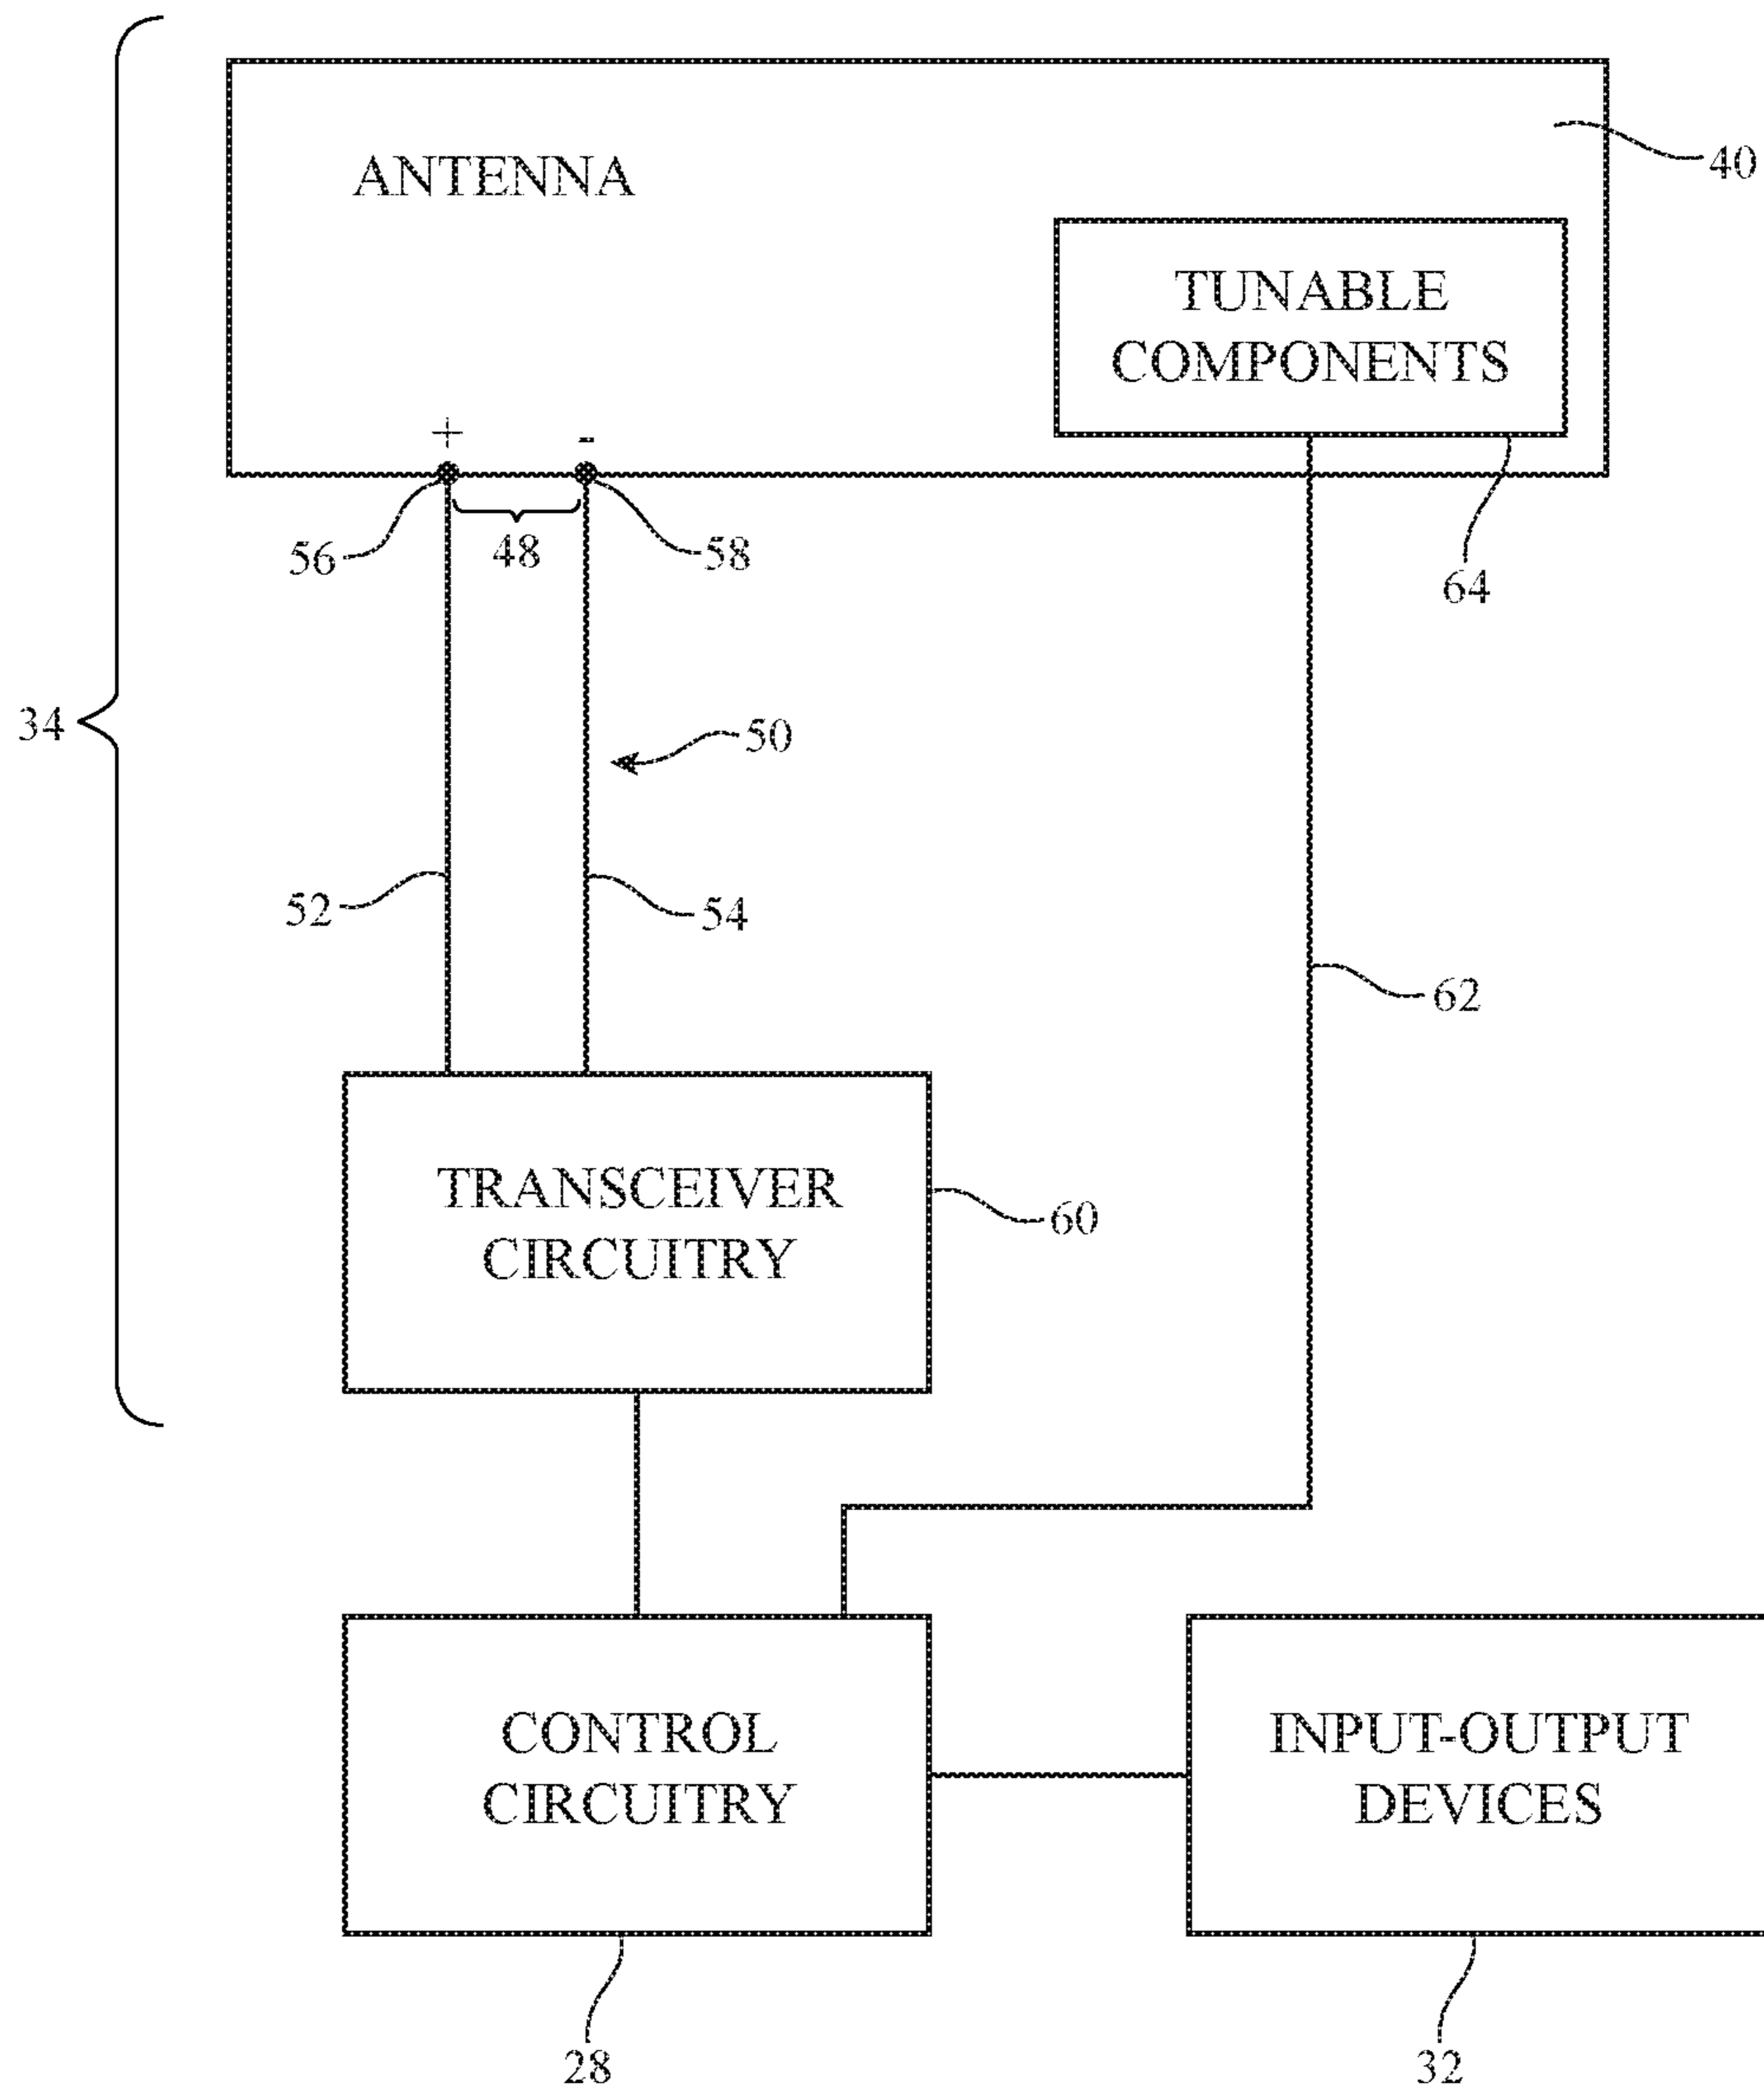 ANTENNA
40
TUNABLE
COMPONENTS
+ -
56 48 58
64
34
50
52 54
62
TRANSCEIVER
CIRCUITRY
60
CONTROL
CIRCUITRY
INPUT-OUTPUT
DEVICES
28 32